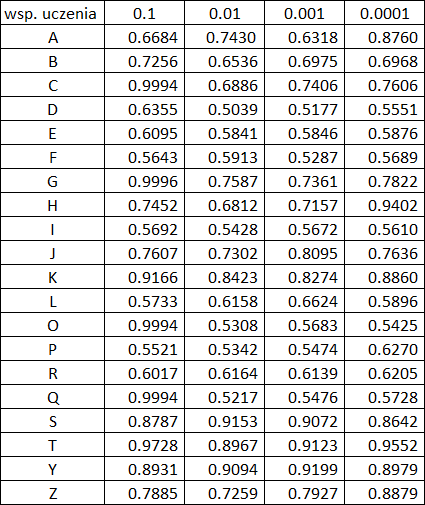 wsp. uczenia 0.1 0.01 0.001 0.0001
A 0.6684 0.7430 0.6318 0.8760
B 0.7256 0.6536 0.6975 0.6968
C 0.9994 0.6886 0.7406 0.7606
D 0.6355 0.5039 0.5177 0.5551
E 0.6095 0.5841 0.5846 0.5876
F 0.5643 0.5913 0.5287 0.5689
G 0.9996 0.7587 0.7361 0.7822
H 0.7452 0.6812 0.7157 0.9402
I 0.5692 0.5428 0.5672 0.5610
J 0.7607 0.7302 0.8095 0.7636
K 0.9166 0.8423 0.8274 0.8860
L 0.5733 0.6158 0.6624 0.5896
O 0.9994 0.5308 0.5683 0.5425
P 0.5521 0.5342 0.5474 0.6270
R 0.6017 0.6164 0.6139 0.6205
Q 0.9994 0.5217 0.5476 0.5728
S 0.8787 0.9153 0.9072 0.8642
T 0.9728 0.8967 0.9123 0.9552
Y 0.8931 0.9094 0.9199 0.8979
Z 0.7885 0.7259 0.7927 0.8879